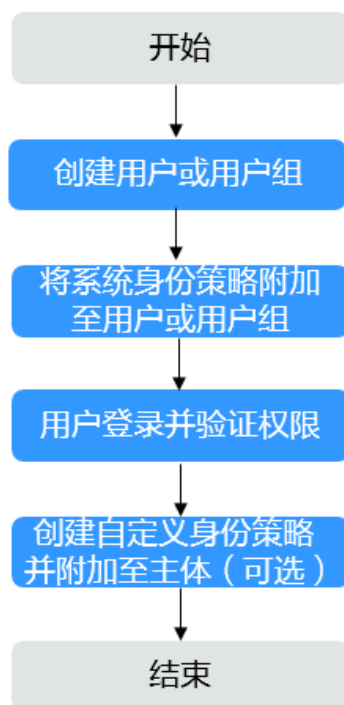 开始
创建用户或用户组
将系统身份策略附加
至用户或用户组
用户登录并验证权限
创建自定义身份策略
并附加至主体（可选）
结束